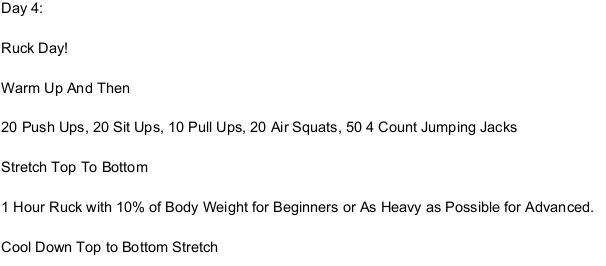 Day 4:
Ruck Day!
Warm Up And Then
20 Push Ups, 20 Sit Ups, 10 Pull Ups, 20 Air Squats, 50 4 Count Jumping Jacks
Stretch Top To Bottom
1 Hour Ruck with 10% of Body Weight for Beginners or As Heavy as Possible for Advanced.
Cool Down Top to Bottom Stretch